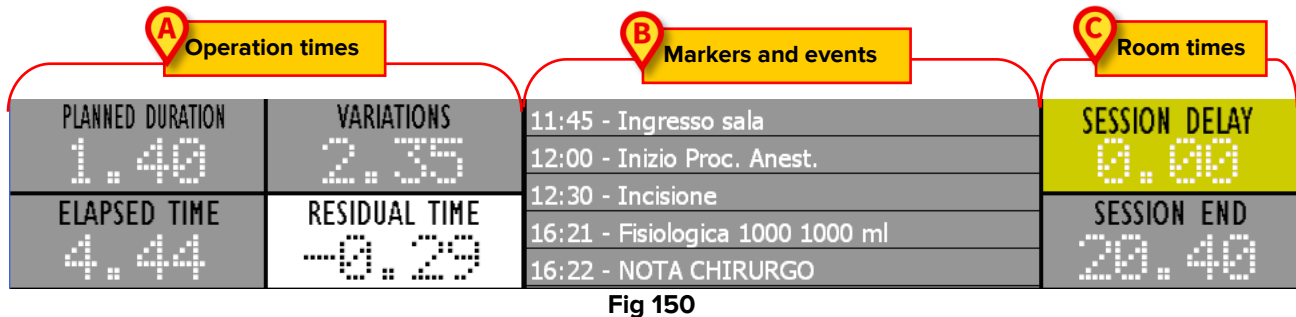 A
Operation times
B
Markers and events
C
Room times
PLANNED DURATION
1.40
VARIATIONS
2.35
ELAPSED TIME
4.44
RESIDUAL TIME
-0.29
11:45 - Ingresso sala
12:00 - Inizio Proc. Anest.
12:30 - Incisione
16:21 - Fisiologica 1000 1000 ml
16:22 - NOTA CHIRURGO
SESSION DELAY
0.00
SESSION END
20.40
Fig 150